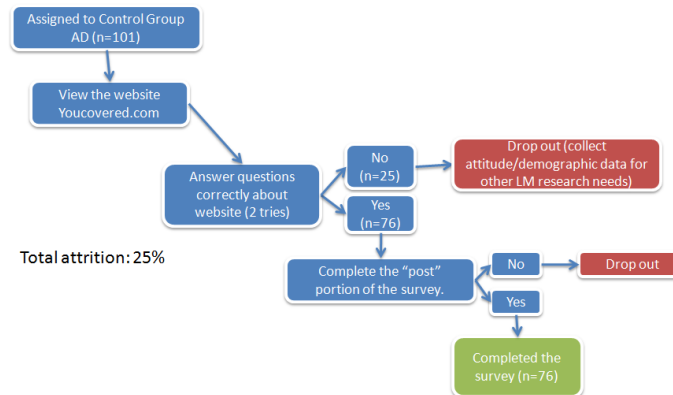 Assigned to Control Group
AD (n=101)
View the website
Youcovered.com
Answer questions
correctly about
website (2 tries)
No
(n=25)
Drop out (collect
attitude/demographic data for
other LM research needs)
Yes
(n=76)
Total attrition: 25%
Complete the “post”
portion of the survey.
No
Drop out
Yes
Completed the
survey (n=76)